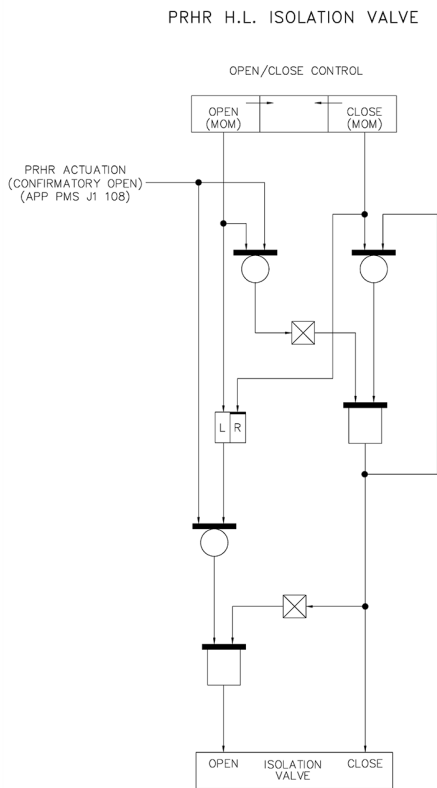 PRHR H.L. ISOLATION VALVE
OPEN/CLOSE CONTROL
OPEN
(MOM)
CLOSE
(MOM)
PRHR ACTUATION
(CONFIRMATORY OPEN)
(APP PMS J1 108)
L R
OPEN ISOLATION CLOSE
VALVE